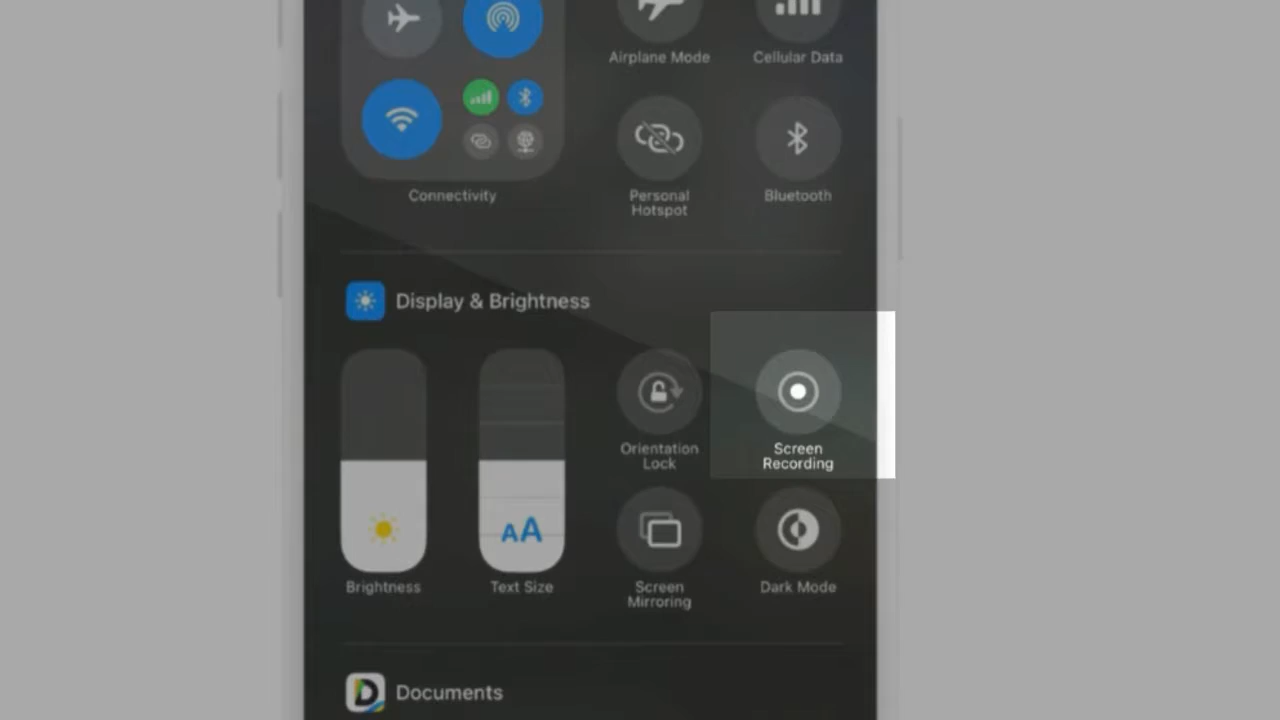 Airplane Mode
Cellular Data
Connectivity
Personal
Hotspot
Bluetooth
Display & Brightness
Orientation
Lock
Screen
Recording
AA
Brightness
Text Size
Screen
Mirroring
Dark Mode
D
Documents